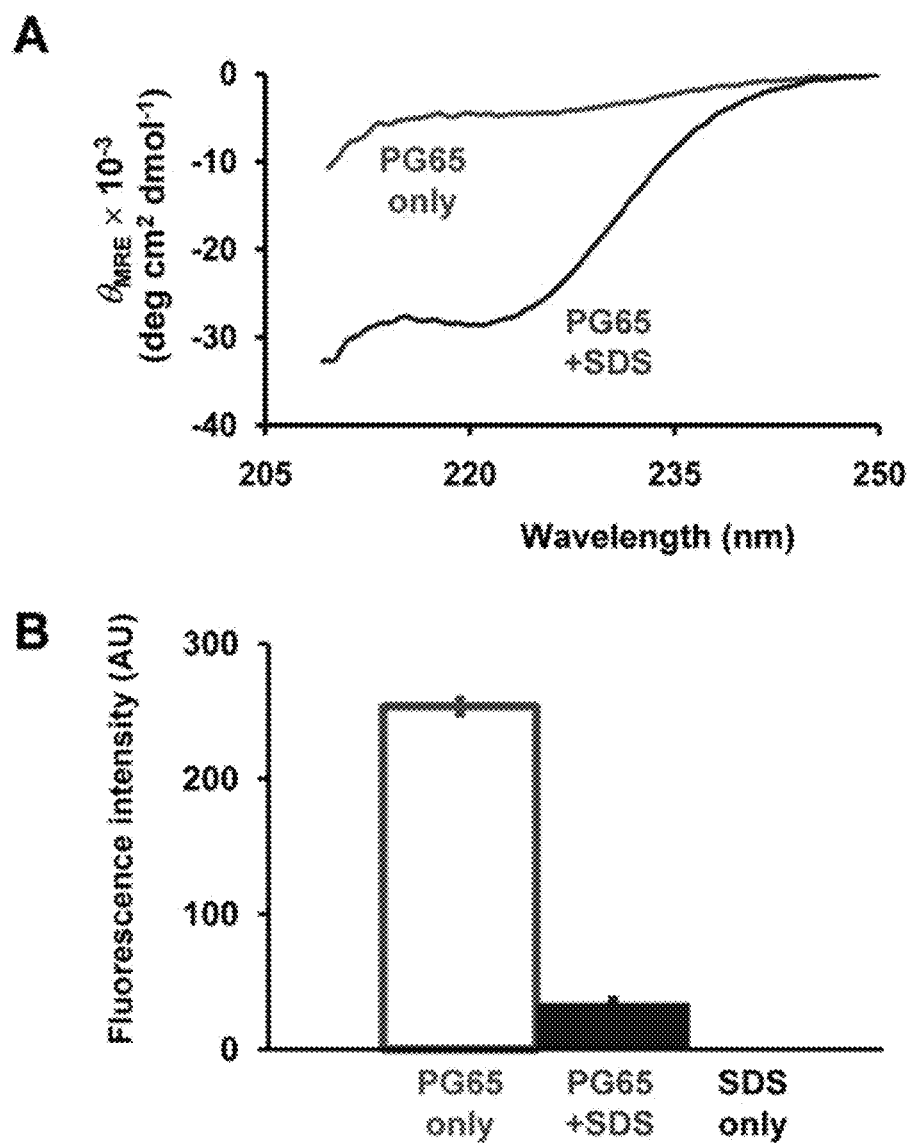 A
0
-10
-20
-30
-40
θMRE × 10⁻³
(deg cm² dmol⁻¹)
PG65
only
PG65
+SDS
205
220
235
250
Wavelength (nm)
B
300
200
100
0
Fluorescence intensity (AU)
PG65
only
PG65
+SDS
SDS
only